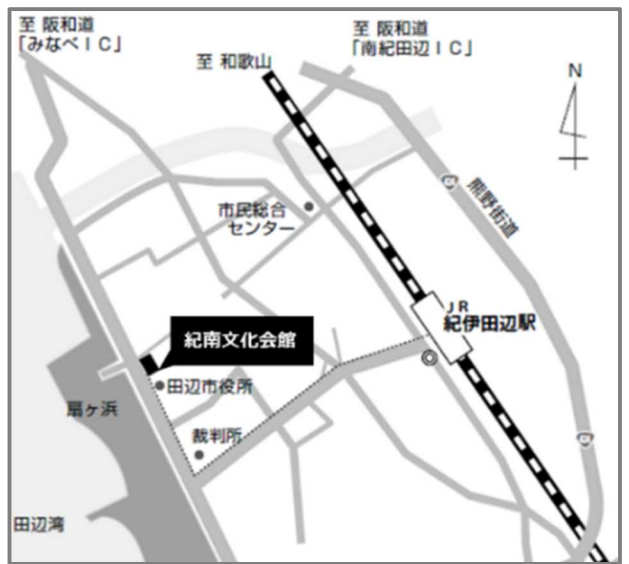 至 阪和道
「みなべＩＣ」
至 阪和道
「南紀田辺ＩＣ」
至 和歌山
N
熊野街道
市民総合
センター
ＪＲ
紀伊田辺駅
紀南文化会館
田辺市役所
扇ヶ浜
裁判所
田辺湾